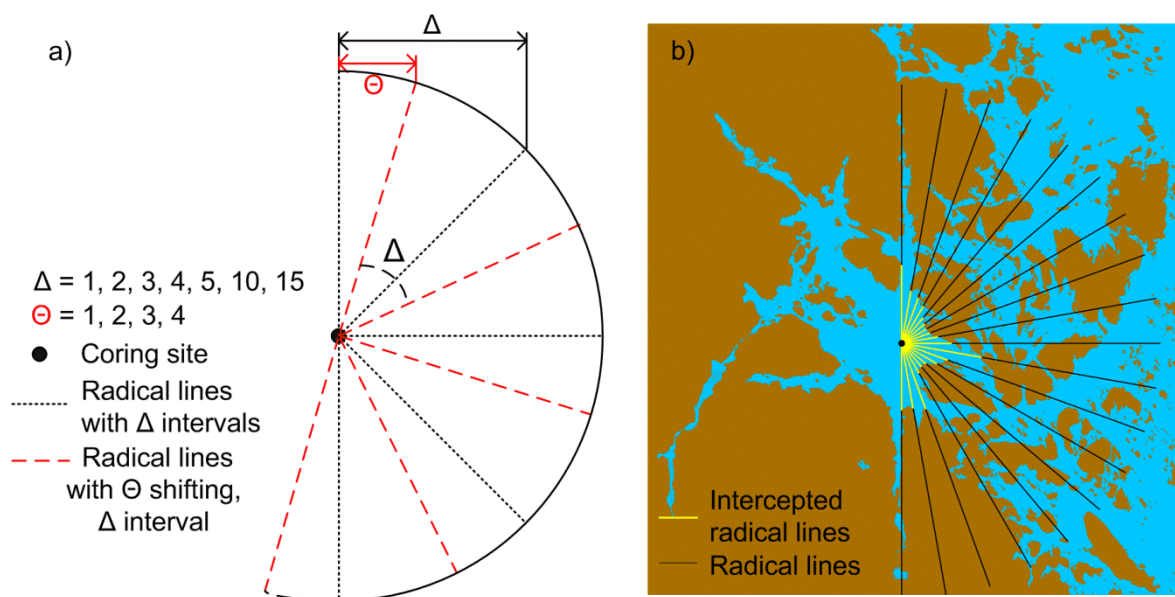 a)
Δ
Θ
Δ
Δ = 1, 2, 3, 4, 5, 10, 15
Θ = 1, 2, 3, 4
Coring site
Radical lines
with Δ intervals
Radical lines
with Θ shifting,
Δ interval
b)
Intercepted
radical lines
Radical lines